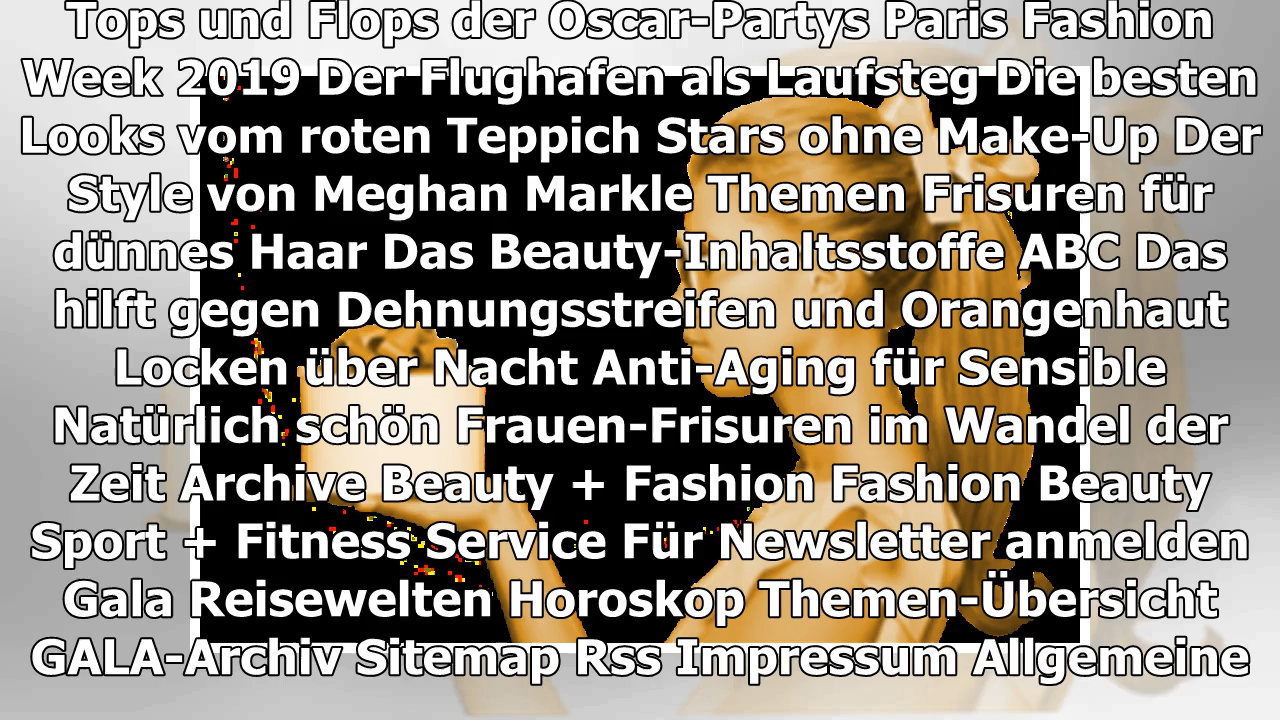 Tops und Flops der Oscar-Partys Paris Fashion
Week 2019 Der Flughafen als Laufsteg Die besten
Looks vom roten Teppich Stars ohne Make-Up Der
Style von Meghan Markle Themen Frisuren für
dünnes Haar Das Beauty-Inhaltsstoffe ABC Das
hilft gegen Dehnungsstreifen und Orangenhaut
Locken über Nacht Anti-Aging für Sensible
Natürlich schön Frauen-Frisuren im Wandel der
Zeit Archive Beauty + Fashion Fashion Beauty
Sport + Fitness Service Für Newsletter anmelden
Gala Reisewelten Horoskop Themen-Übersicht
GALA-Archiv Sitemap Rss Impressum Allgemeine